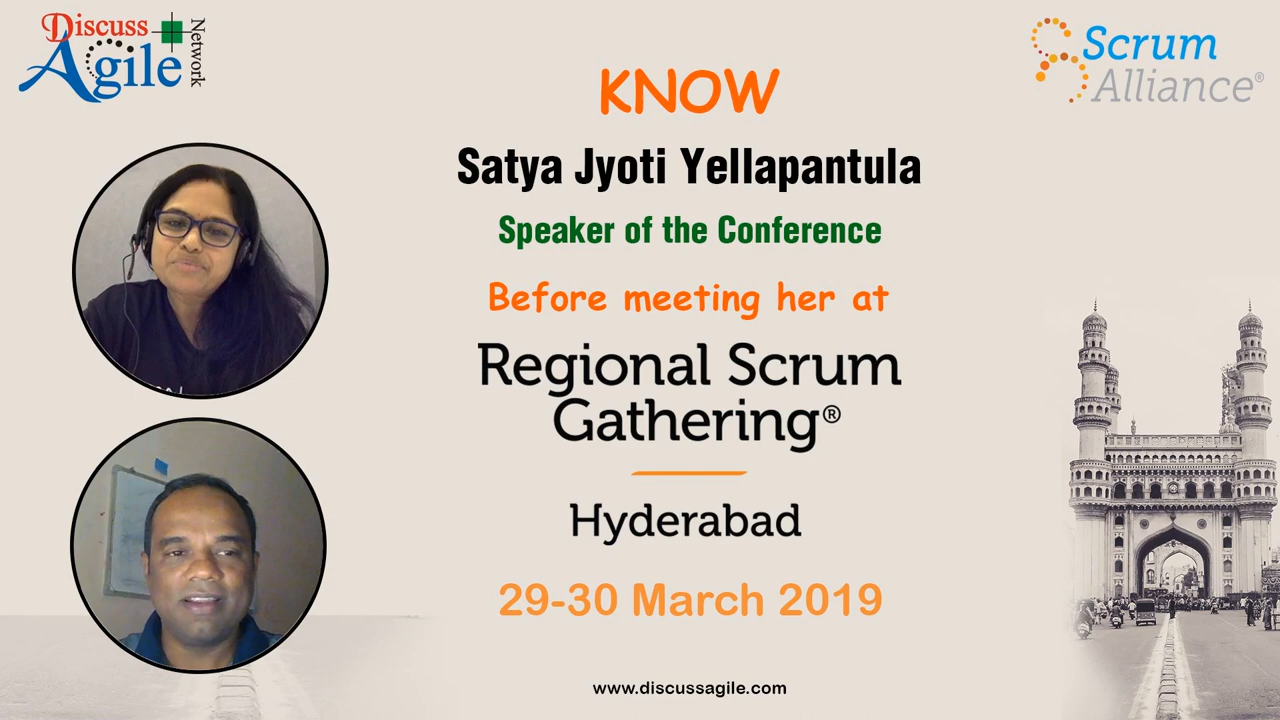 Discuss
Agile
Network
Scrum
Alliance®
KNOW
Satya Jyoti Yellapantula
Speaker of the Conference
Before meeting her at
Regional Scrum
Gathering®
Hyderabad
29-30 March 2019
www.discussagile.com